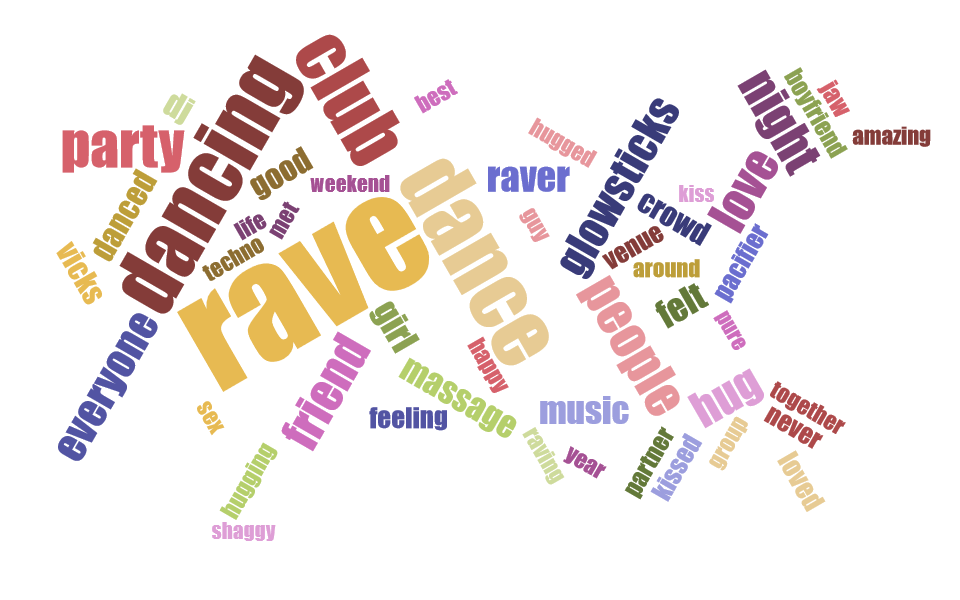 club
best
dj
dancing
party
good
weekend
danced
life
met
techno
vicks
rave
dance
raver
hugged
guy
glowsticks
night
boyfriend
jaw
amazing
love
kiss
crowd
venue
around
pacifier
felt
pure
people
everyone
girl
happy
friend
massage
feeling
sex
music
hug
together
never
raving
year
partner
kissed
group
loved
hugging
shaggy